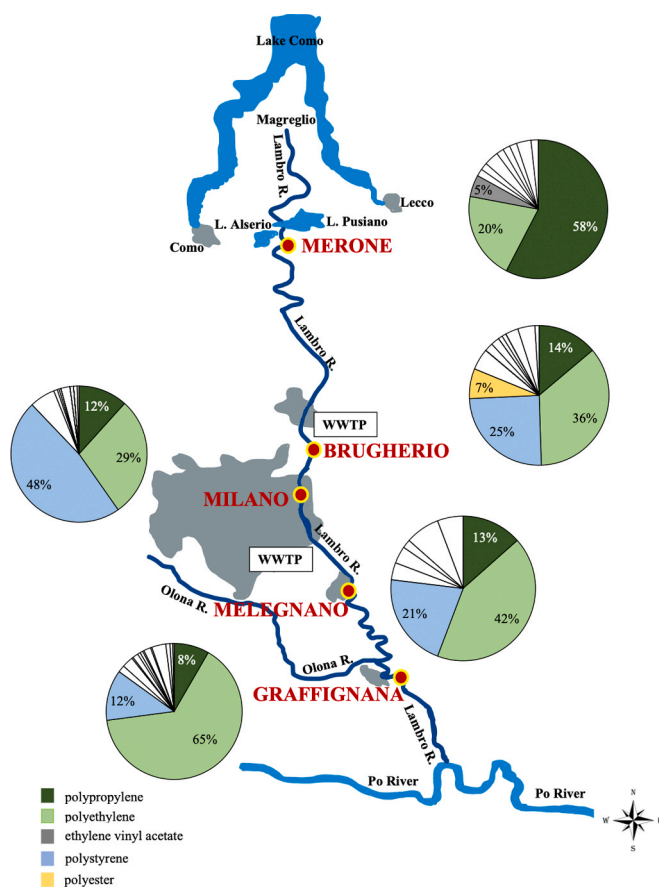 Lake Como
Magreglio
Lambro R.
Lecco
L. Alserio
L. Pusiano
Como
MERONE
5%
20%
58%
Lambro R.
14%
7%
25%
36%
12%
29%
48%
WWTP
BRUGHERIO
MILANO
Lambro R.
WWTP
13%
21%
42%
MELEGNANO
Olona R.
Olona R.
GRAFFIGNANA
8%
12%
65%
Lambro R.
Po River
Po River
polypropylene
polyethylene
ethylene vinyl acetate
polystyrene
polyester
N
W
S